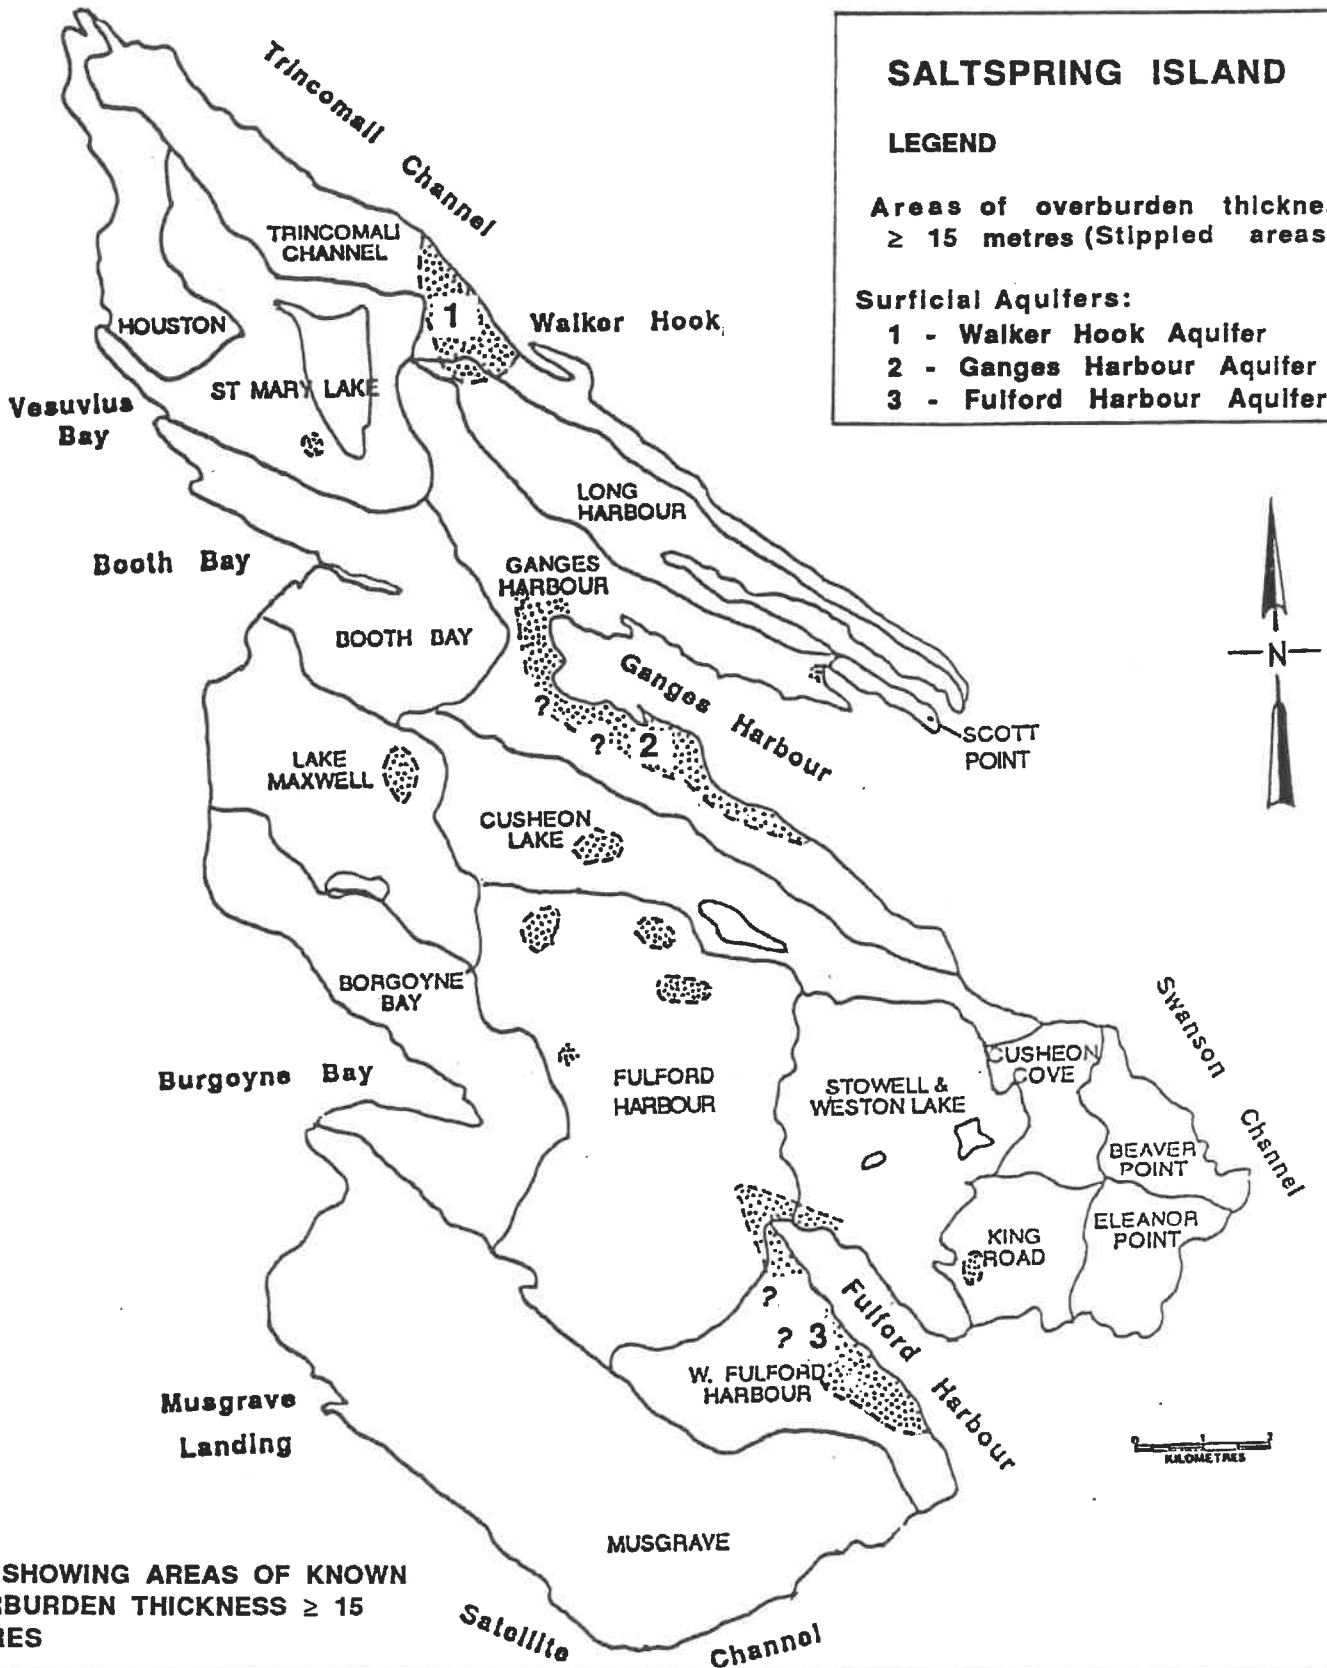 SALTSPRING ISLAND
LEGEND
Areas of overburden thickne
≥ 15 metres (Stippled areas
Surficial Aquifers:
1 - Walker Hook Aquifer
2 - Ganges Harbour Aquifer
3 - Fulford Harbour Aquifer
Trincomali Channel
TRINCOMALI
CHANNEL
1
Walker Hook
HOUSTON
ST MARY LAKE
Vesuvius
Bay
LONG
HARBOUR
Booth Bay
GANGES
HARBOUR
BOOTH BAY
Ganges Harbour
N
?
? 2
SCOTT
POINT
LAKE
MAXWELL
CUSHEON
LAKE
BORGOYNE
BAY
Swanson Channel
Burgoyne Bay
FULFORD
HARBOUR
STOWELL &
WESTON LAKE
CUSHEON
COVE
BEAVER
POINT
KING
ROAD
ELEANOR
POINT
?
? 3
Fulford Harbour
W. FULFORD
HARBOUR
Musgrave
Landing
0 1 2
KILOMETRES
MUSGRAVE
SHOWING AREAS OF KNOWN
RBURDEN THICKNESS ≥ 15
RES
Satellite Channel